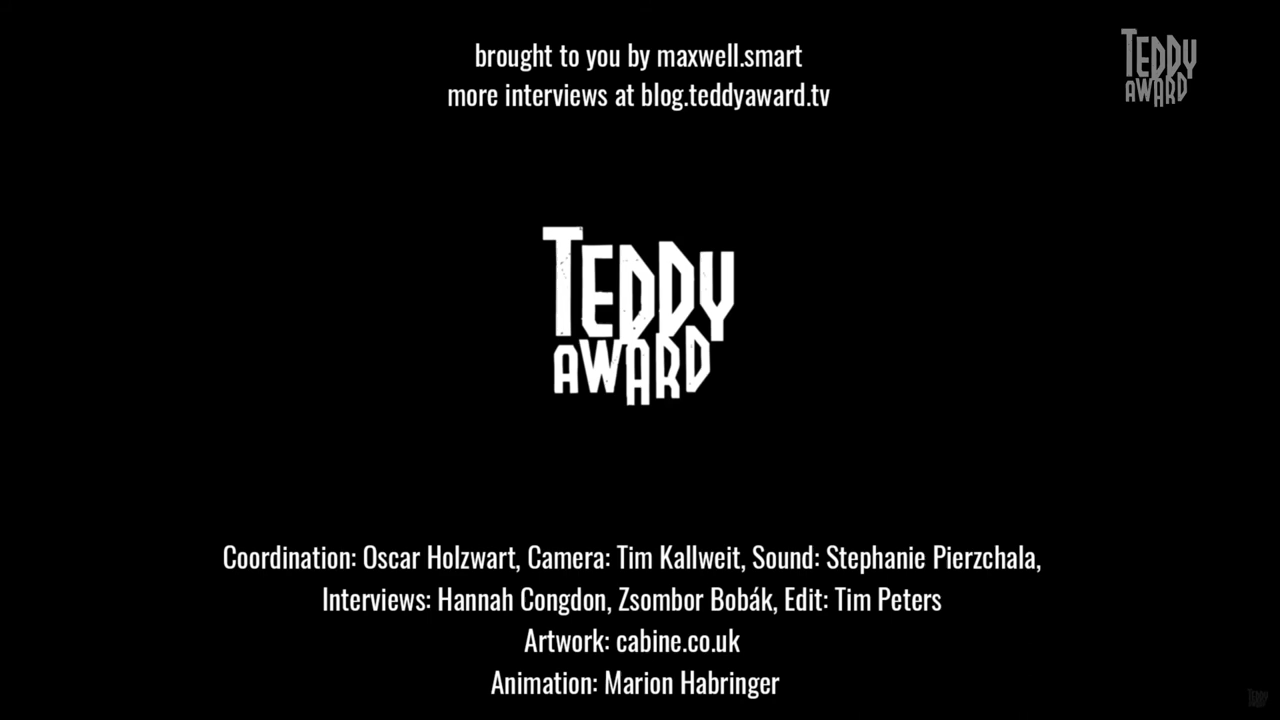 brought to you by maxwell.smart
more interviews at blog.teddyaward.tv
TEDDY
AWARD
TEDDY
AWARD
Coordination: Oscar Holzwart, Camera: Tim Kallweit, Sound: Stephanie Pierzchala,
Interviews: Hannah Congdon, Zsombor Bobák, Edit: Tim Peters
Artwork: cabine.co.uk
Animation: Marion Habringer
TEDDY
AWARD